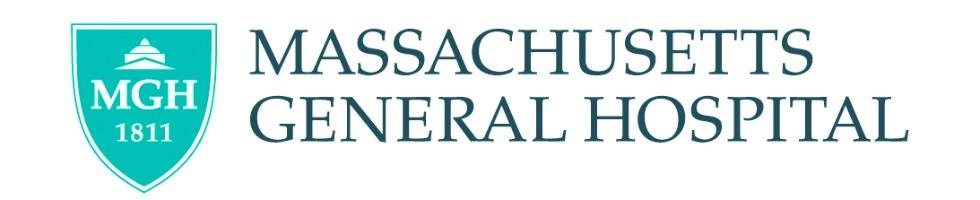 MGH
1811
MASSACHUSETTS
GENERAL HOSPITAL